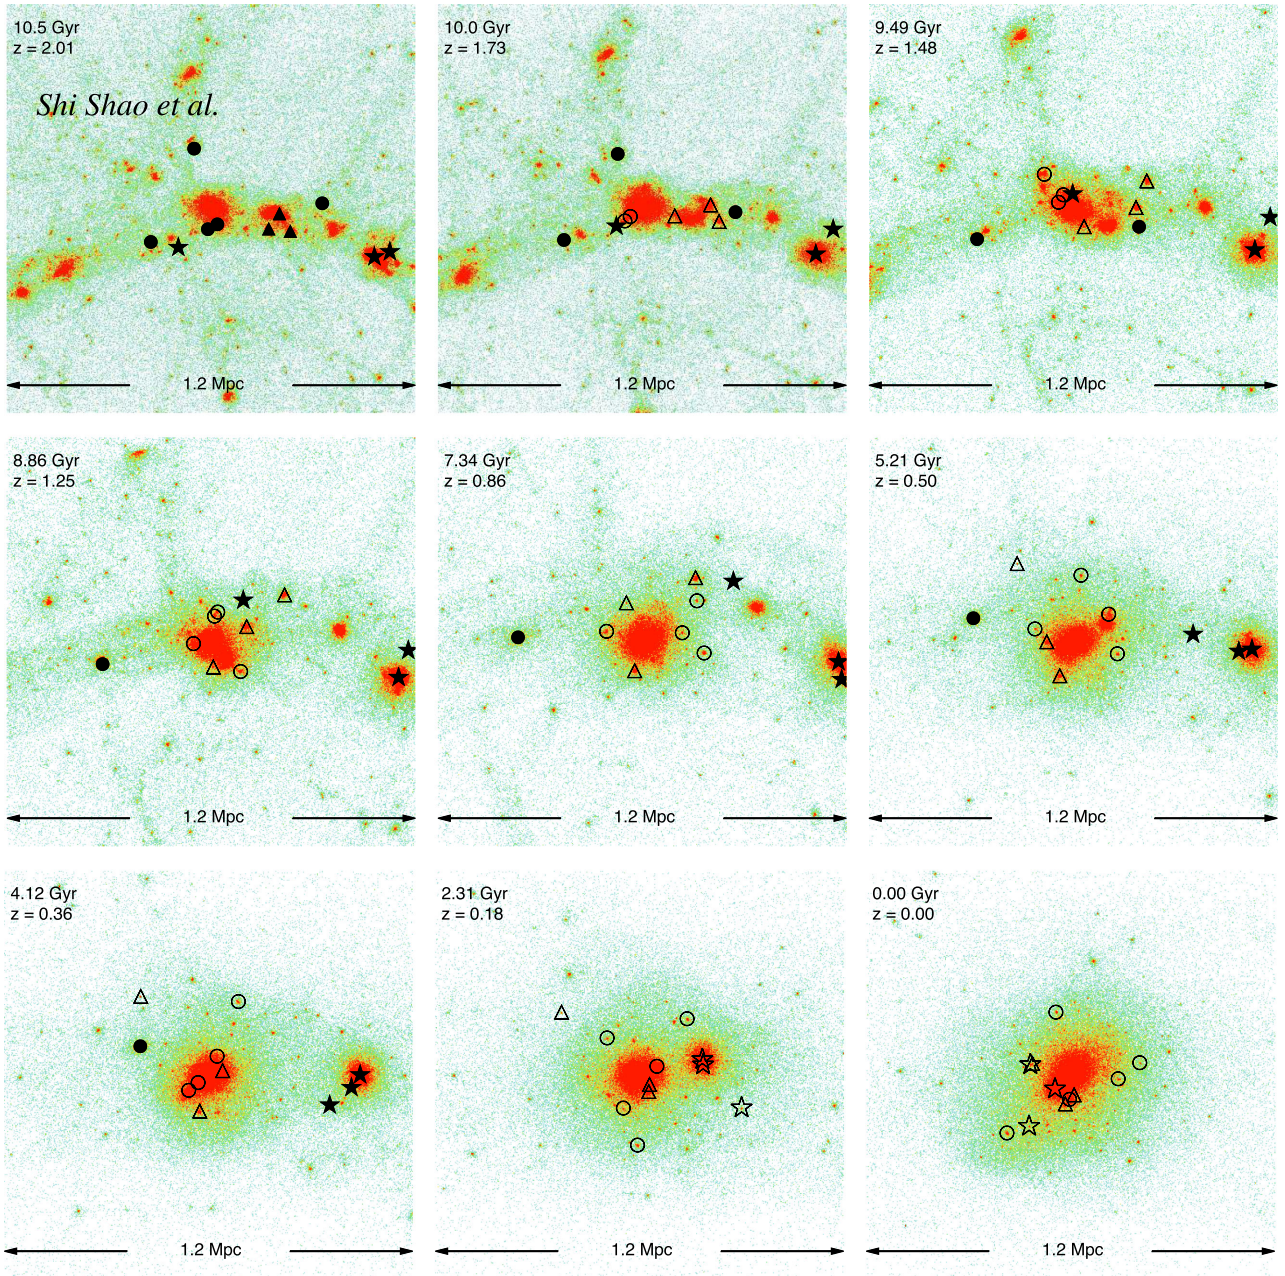 10.5 Gyr
z = 2.01
Shi Shao et al.
1.2 Mpc
10.0 Gyr
z = 1.73
1.2 Mpc
9.49 Gyr
z = 1.48
1.2 Mpc
8.86 Gyr
z = 1.25
1.2 Mpc
7.34 Gyr
z = 0.86
1.2 Mpc
5.21 Gyr
z = 0.50
1.2 Mpc
4.12 Gyr
z = 0.36
1.2 Mpc
2.31 Gyr
z = 0.18
1.2 Mpc
0.00 Gyr
z = 0.00
1.2 Mpc